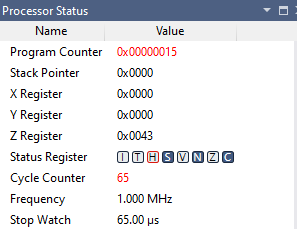 Processor Status
Name Value
Program Counter 0x00000015
Stack Pointer 0x0000
X Register 0x0000
Y Register 0x0000
Z Register 0x0043
Status Register I T H S V N Z C
Cycle Counter 65
Frequency 1.000 MHz
Stop Watch 65.00 µs